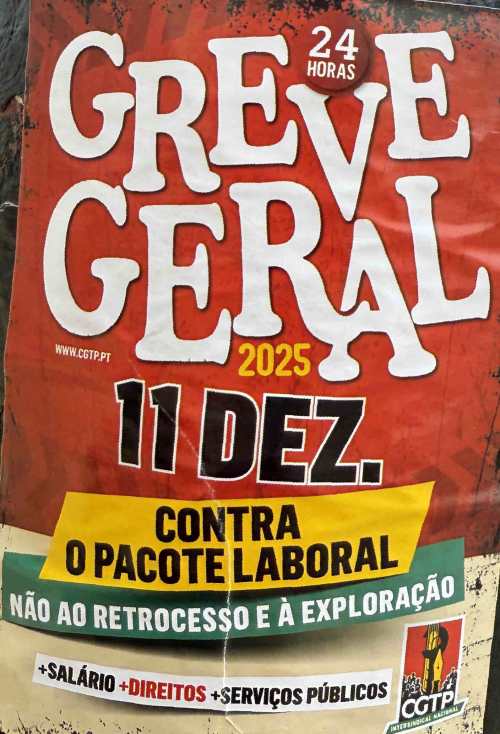 24
HORAS
GREVE
GERAL
2025
WWW.CGTP.PT
11 DEZ.
CONTRA
O PACOTE LABORAL
NÃO AO RETROCESSO E À EXPLORAÇÃO
+SALÁRIO +DIREITOS +SERVIÇOS PÚBLICOS
CGTP
INTERSINDICAL NACIONAL